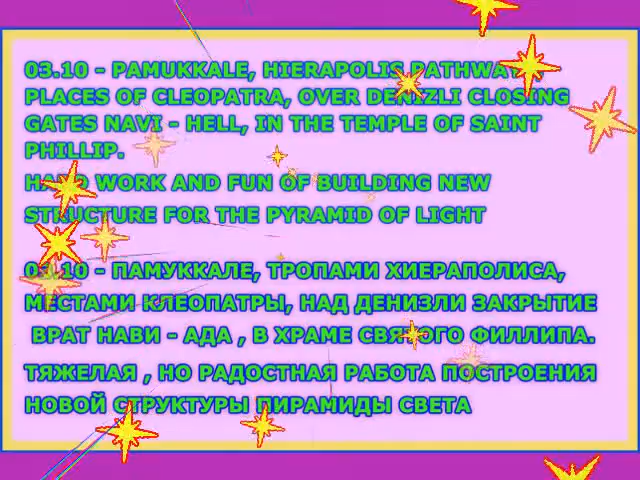 03.10 - PAMUKKALE, HIERAPOLIS PATHWAYS,
PLACES OF CLEOPATRA, OVER DENIZLI CLOSING
GATES NAVI - HELL, IN THE TEMPLE OF SAINT
PHILLIP.
HARD WORK AND FUN OF BUILDING NEW
STRUCTURE FOR THE PYRAMID OF LIGHT
03.10 - ПАМУККАЛЕ, ТРОПАМИ ХИЕРАПОЛИСА,
МЕСТАМИ КЛЕОПАТРЫ, НАД ДЕНИЗЛИ ЗАКРЫТИЕ
ВРАТ НАВИ - АДА , В ХРАМЕ СВЯТОГО ФИЛЛИПА.
ТЯЖЕЛАЯ , НО РАДОСТНАЯ РАБОТА ПОСТРОЕНИЯ
НОВОЙ СТРУКТУРЫ ПИРАМИДЫ СВЕТА